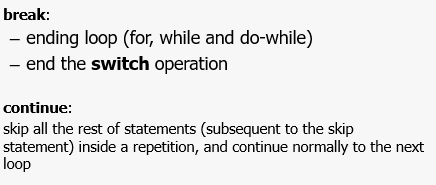 break:
– ending loop (for, while and do-while)
– end the switch operation
continue:
skip all the rest of statements (subsequent to the skip
statement) inside a repetition, and continue normally to the next
loop